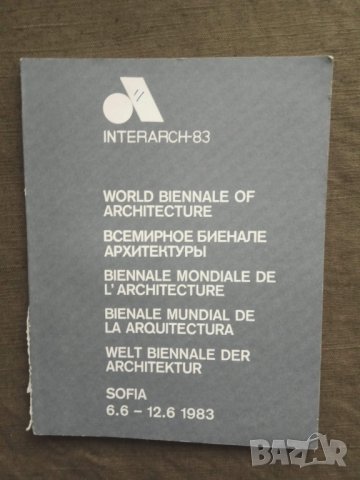 INTERARCH-83
WORLD BIENNALE OF
ARCHITECTURE
ВСЕМИРНОЕ БИЕНАЛЕ
АРХИТЕКТУРЫ
BIENNALE MONDIALE DE
L'ARCHITECTURE
BIENALE MUNDIAL DE
LA ARQUITECTURA
WELT BIENNALE DER
ARCHITEKTUR
SOFIA
6.6 – 12.6 1983
BAZAR